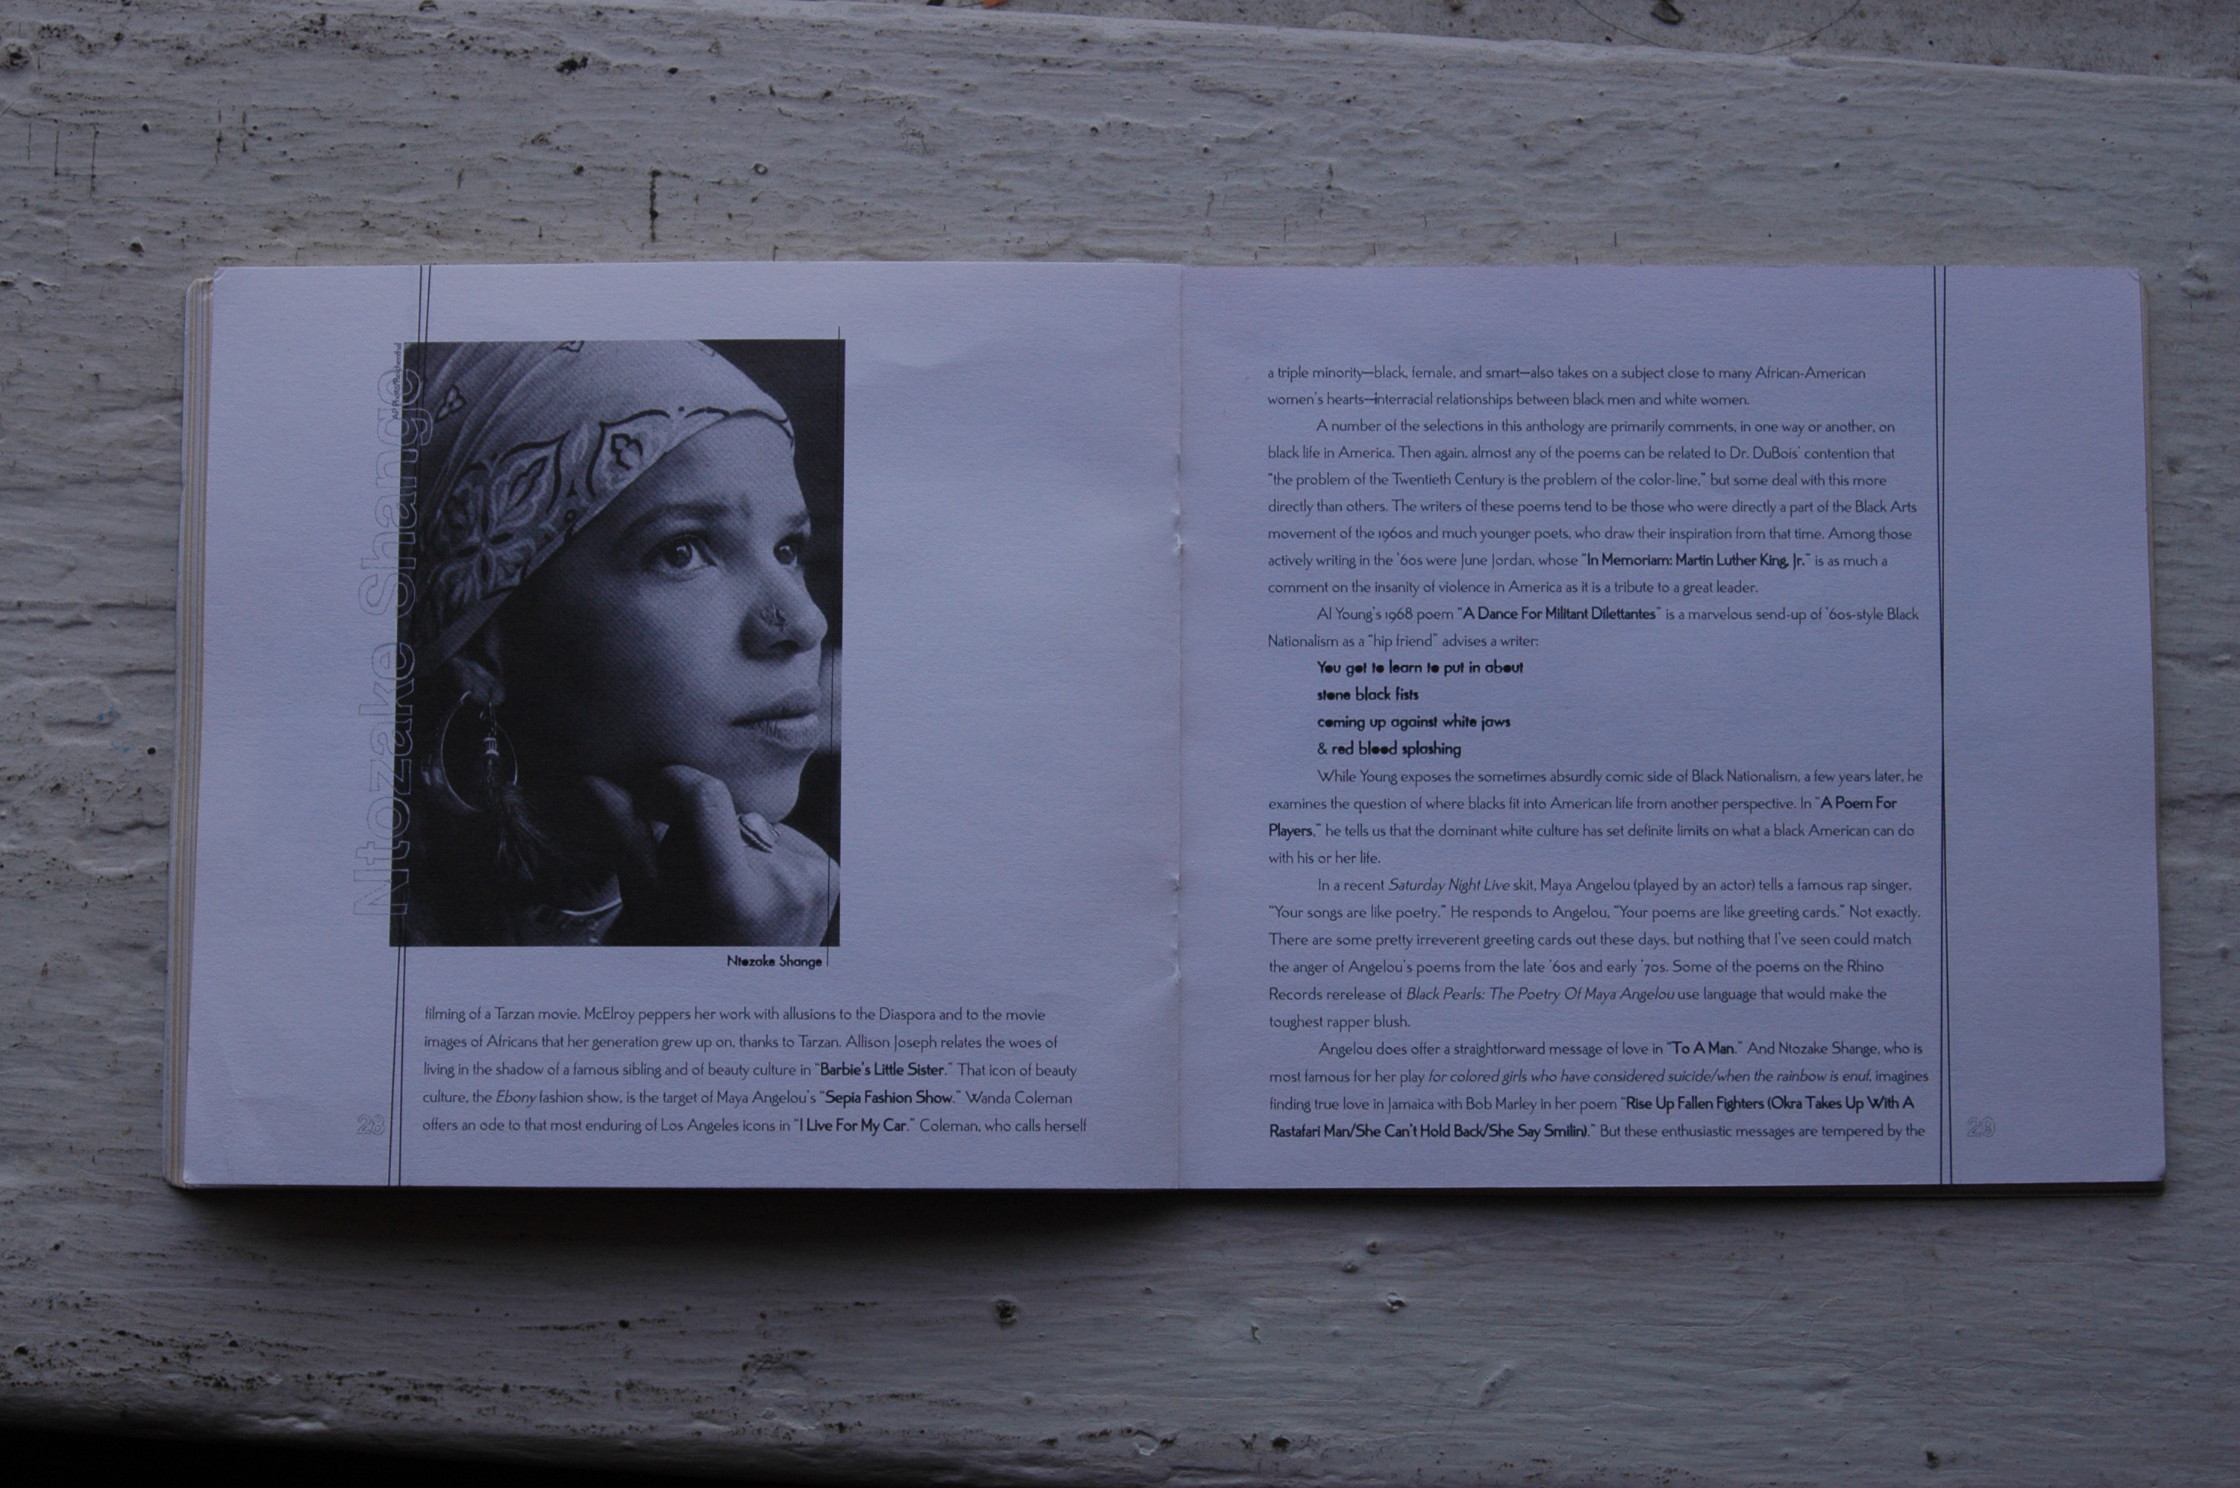 Ntozake Shange
Ntozake Shange
filming of a Tarzan movie. McElroy peppers her work with allusions to the Diaspora and to the movie
images of Africans that her generation grew up on, thanks to Tarzan. Allison Joseph relates the woes of
living in the shadow of a famous sibling and of beauty culture in "Barbie's Little Sister." That icon of beauty
culture, the Ebony fashion show, is the target of Maya Angelou's "Sepia Fashion Show." Wanda Coleman
offers an ode to that most enduring of Los Angeles icons in "I Live For My Car." Coleman, who calls herself
28
a triple minority—black, female, and smart—also takes on a subject close to many African-American
women's hearts—interracial relationships between black men and white women.
A number of the selections in this anthology are primarily comments, in one way or another, on
black life in America. Then again, almost any of the poems can be related to Dr. DuBois' contention that
"the problem of the Twentieth Century is the problem of the color-line," but some deal with this more
directly than others. The writers of these poems tend to be those who were directly a part of the Black Arts
movement of the 1960s and much younger poets, who draw their inspiration from that time. Among those
actively writing in the '60s were June Jordan, whose "In Memoriam: Martin Luther King, Jr." is as much a
comment on the insanity of violence in America as it is a tribute to a great leader.
Al Young's 1968 poem "A Dance For Militant Dilettantes" is a marvelous send-up of '60s-style Black
Nationalism as a "hip friend" advises a writer:
You got to learn to put in about
stone black fists
coming up against white jaws
& red blood splashing
While Young exposes the sometimes absurdly comic side of Black Nationalism, a few years later, he
examines the question of where blacks fit into American life from another perspective. In "A Poem For
Players," he tells us that the dominant white culture has set definite limits on what a black American can do
with his or her life.
In a recent Saturday Night Live skit, Maya Angelou (played by an actor) tells a famous rap singer,
"Your songs are like poetry." He responds to Angelou, "Your poems are like greeting cards." Not exactly.
There are some pretty irreverent greeting cards out these days, but nothing that I've seen could match
the anger of Angelou's poems from the late '60s and early '70s. Some of the poems on the Rhino
Records rerelease of Black Pearls: The Poetry Of Maya Angelou use language that would make the
toughest rapper blush.
Angelou does offer a straightforward message of love in "To A Man." And Ntozake Shange, who is
most famous for her play for colored girls who have considered suicide/when the rainbow is enuf, imagines
finding true love in Jamaica with Bob Marley in her poem "Rise Up Fallen Fighters (Okra Takes Up With A
Rastafari Man/She Can't Hold Back/She Say Smilin)." But these enthusiastic messages are tempered by the
29